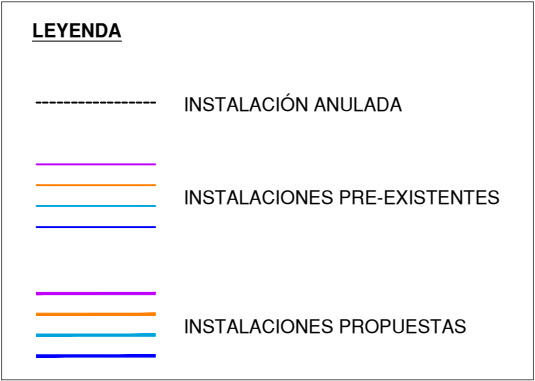 LEYENDA
INSTALACIÓN ANULADA
INSTALACIONES PRE-EXISTENTES
INSTALACIONES PROPUESTAS